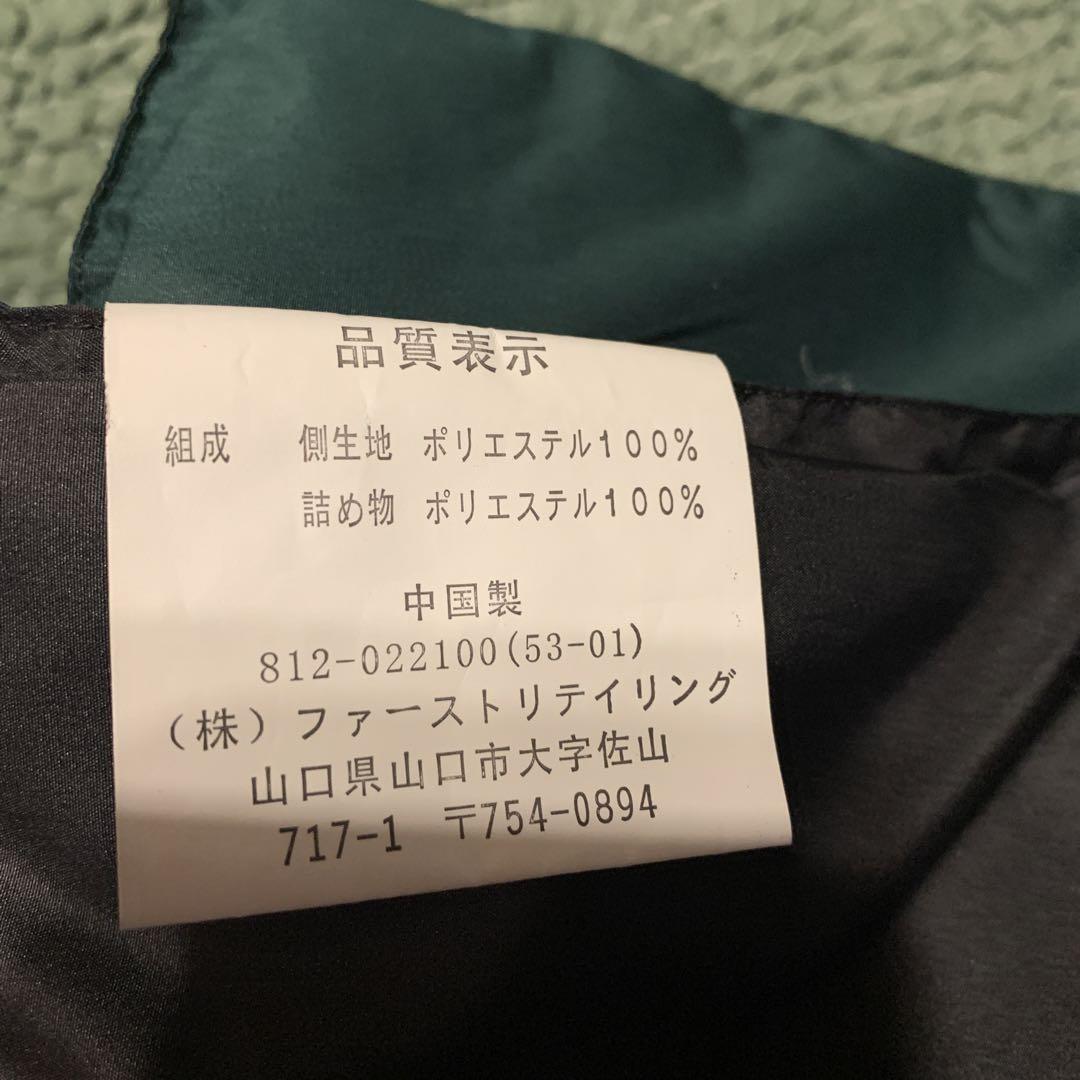 品質表示
組成 側生地 ポリエステル100%
詰め物 ポリエステル100%
中国製
812-022100(53-01)
(株)ファーストリテイリング
山口県山口市大字佐山
717-1 〒754-0894